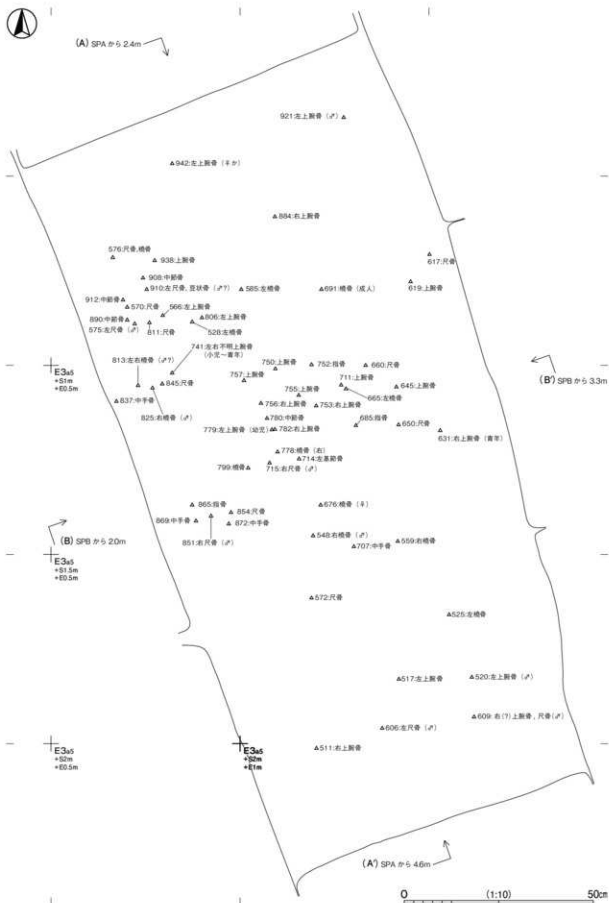 (A) SPAから2.4m
921:左上腕骨(♂)
942:左上腕骨(♀か)
884:右上腕骨
576:尺骨,橈骨
938:上腕骨
617:尺骨
908:中節骨
619:上腕骨
910:左尺骨,豆状骨(♂?)
585:左橈骨
691:橈骨(成人)
912:中節骨
570:尺骨
566:左上腕骨
806:左上腕骨
890:中節骨
575:左尺骨(♂)
811:尺骨
528:左橈骨
741:左右不明上腕骨
(小児〜青年)
750:上腕骨
752:指骨
660:尺骨
(B') SPBから3.3m
813:左右橈骨(♂?)
E3a5
+S1m
+E0.5m
757:上腕骨
711:上腕骨
845:尺骨
755:上腕骨
645:上腕骨
665:左橈骨
837:中手骨
825:右橈骨(♂)
756:右上腕骨
753:右上腕骨
780:中節骨
685:指骨
650:尺骨
779:左上腕骨(幼児)
782:右上腕骨
631:右上腕骨(青年)
778:橈骨(右)
714:左基節骨
799:橈骨
715:右尺骨(♂)
865:指骨
854:尺骨
676:橈骨(♀)
869:中手骨
872:中手骨
(B) SPBから2.0m
851:右尺骨(♂)
548:右橈骨(♂)
559:右橈骨
707:中手骨
E3a5
+S1.5m
+E0.5m
572:尺骨
525:左橈骨
517:左上腕骨
520:左上腕骨(♂)
609:右(?)上腕骨,尺骨(♂)
606:左尺骨(♂)
E3a5
+S2m
+E0.5m
E3a5
+S2m
+E1m
511:右上腕骨
(A') SPAから4.6m
0 (1:10) 50cm